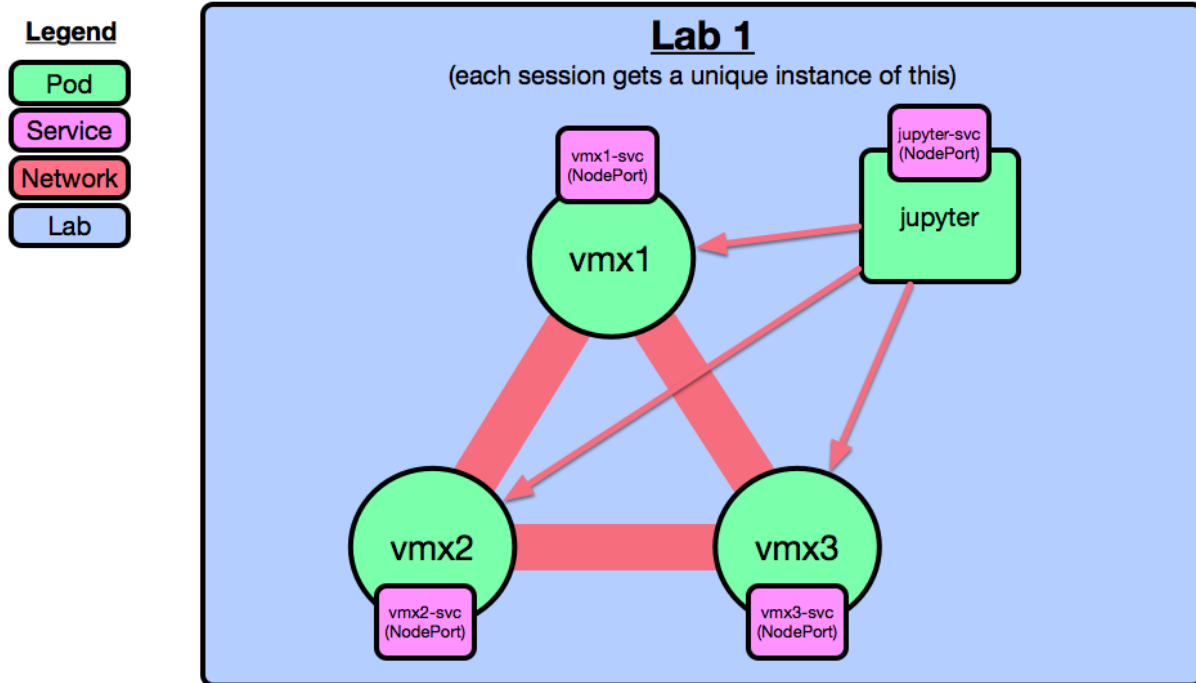 Legend
Pod
Service
Network
Lab
Lab 1
(each session gets a unique instance of this)
vmx1-svc
(NodePort)
vmx1
jupyter-svc
(NodePort)
jupyter
vmx2
vmx2-svc
(NodePort)
vmx3
vmx3-svc
(NodePort)